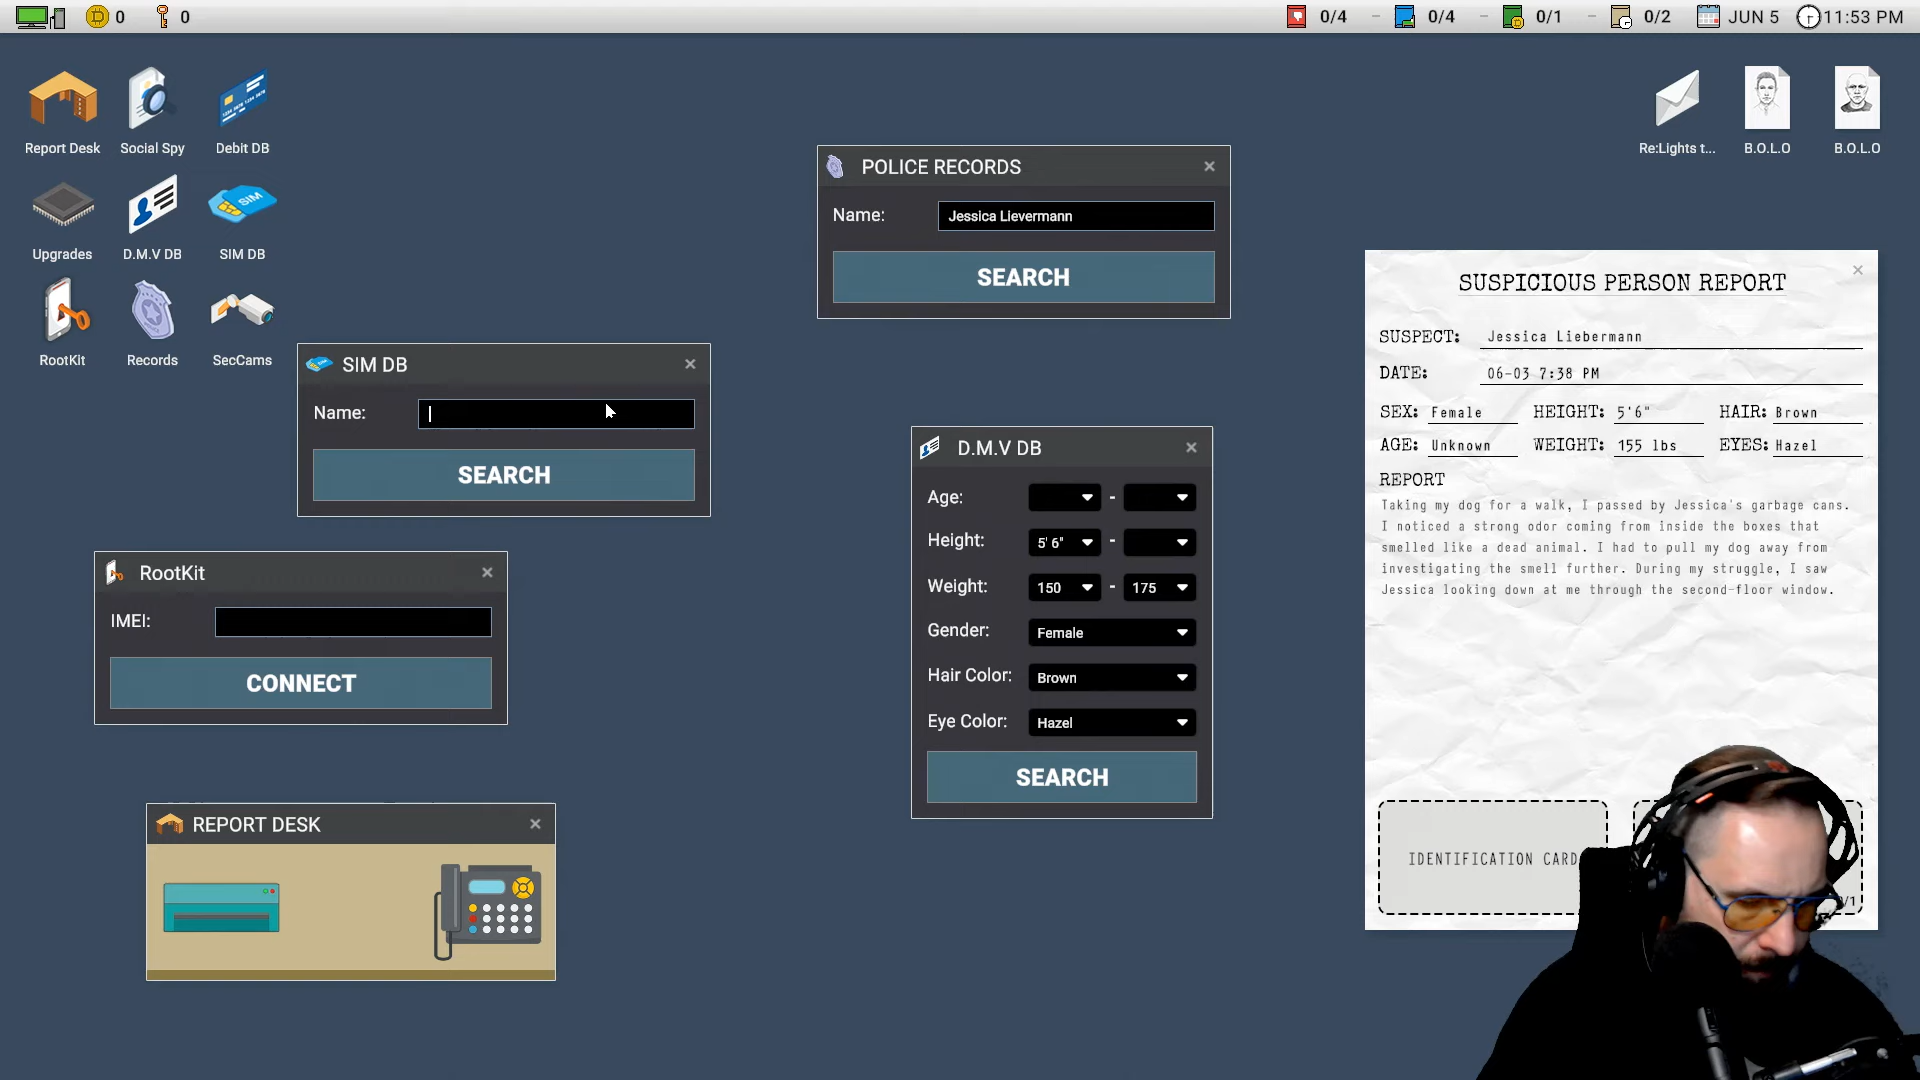 0
0
0/4
0/4
0/1
0/2
JUN 5
11:53 PM
Report Desk
Social Spy
Debit DB
Re:Lights t...
B.O.L.O
B.O.L.O
Upgrades
D.M.V DB
SIM DB
RootKit
Records
SecCams
POLICE RECORDS
Name:
Jessica Lievermann
SEARCH
SIM DB
Name:
SEARCH
RootKit
IMEI:
CONNECT
REPORT DESK
D.M.V DB
Age:
-
Height:
5' 6"
-
Weight:
150
-
175
Gender:
Female
Hair Color:
Brown
Eye Color:
Hazel
SEARCH
SUSPICIOUS PERSON REPORT
SUSPECT: Jessica Liebermann
DATE: 06-03 7:38 PM
SEX: Female HEIGHT: 5'6" HAIR: Brown
AGE: Unknown WEIGHT: 155 lbs EYES: Hazel
REPORT
Taking my dog for a walk, I passed by Jessica's garbage cans.
I noticed a strong odor coming from inside the boxes that
smelled like a dead animal. I had to pull my dog away from
investigating the smell further. During my struggle, I saw
Jessica looking down at me through the second-floor window.
IDENTIFICATION CARD